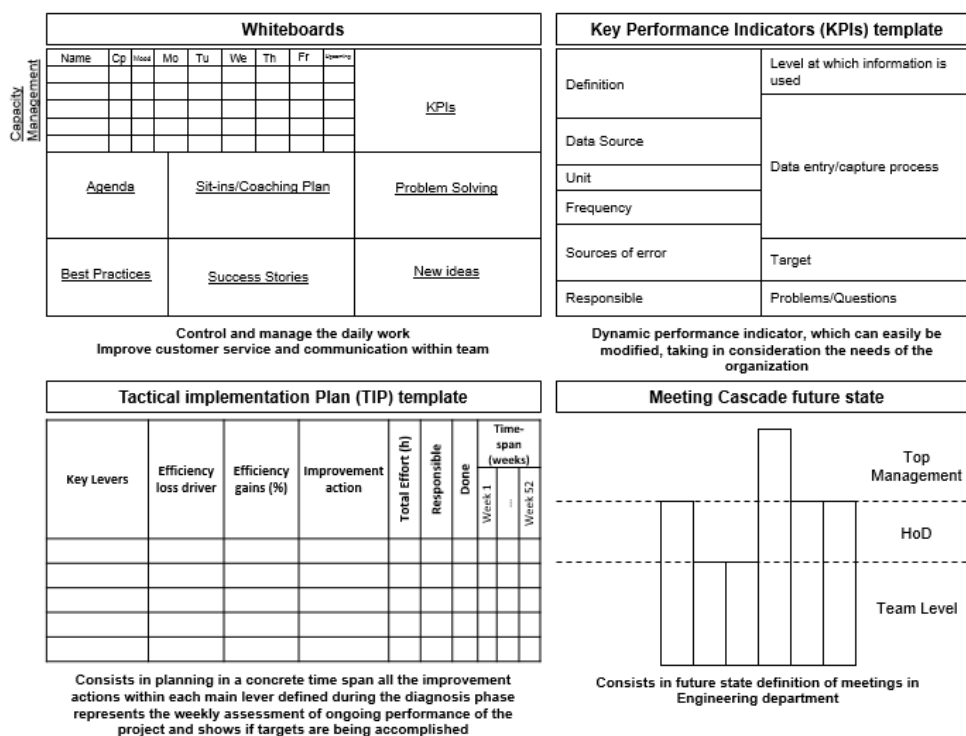 Whiteboards
Name Cp Mood Mo Tu We Th Fr Upcoming
Capacity
Management
KPIs
Agenda
Sit-ins/Coaching Plan
Problem Solving
Best Practices
Success Stories
New ideas
Control and manage the daily work
Improve customer service and communication within team
Key Performance Indicators (KPIs) template
Definition
Level at which information is
used
Data Source
Data entry/capture process
Unit
Frequency
Sources of error
Target
Responsible
Problems/Questions
Dynamic performance indicator, which can easily be
modified, taking in consideration the needs of the
organization
Tactical implementation Plan (TIP) template
Key Levers
Efficiency
loss driver
Efficiency
gains (%)
Improvement
action
Total Effort (h)
Responsible
Done
Time-
span
(weeks)
Week 1
...
Week 52
Consists in planning in a concrete time span all the improvement
actions within each main lever defined during the diagnosis phase
represents the weekly assessment of ongoing performance of the
project and shows if targets are being accomplished
Meeting Cascade future state
Top
Management
HoD
Team Level
Consists in future state definition of meetings in
Engineering department